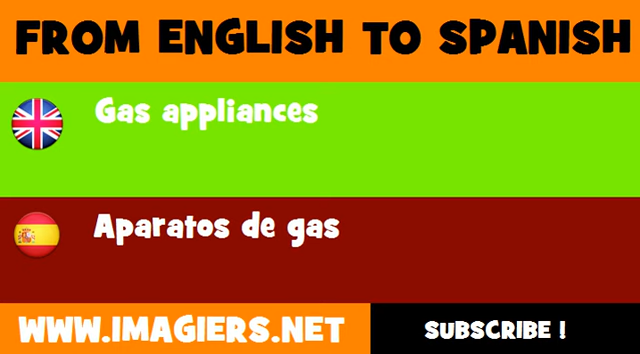 FROM ENGLISH TO SPANISH
Gas appliances
Aparatos de gas
WWW.IMAGIERS.NET
SUBSCRIBE !